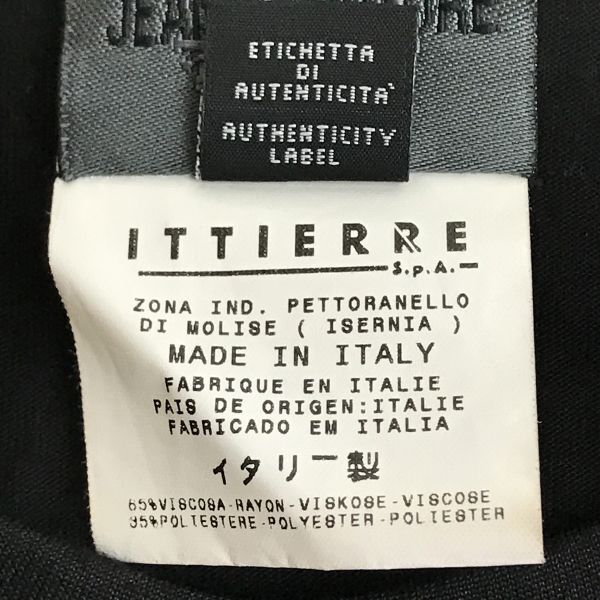 JEAN
ETICHETTA
DI
AUTENTICITA'
AUTHENTICITY
LABEL
ITTIERRE
S.p.A.
ZONA IND. PETTORANELLO
DI MOLISE ( ISERNIA )
MADE IN ITALY
FABRIQUE EN ITALIE
PAIS DE ORIGEN:ITALIE
FABRICADO EM ITALIA
イタリー製
65%VISCOSA-RAYON-VISKOSE-VISCOSE
35%POLIESTERE-POLYESTER-POLIESTER